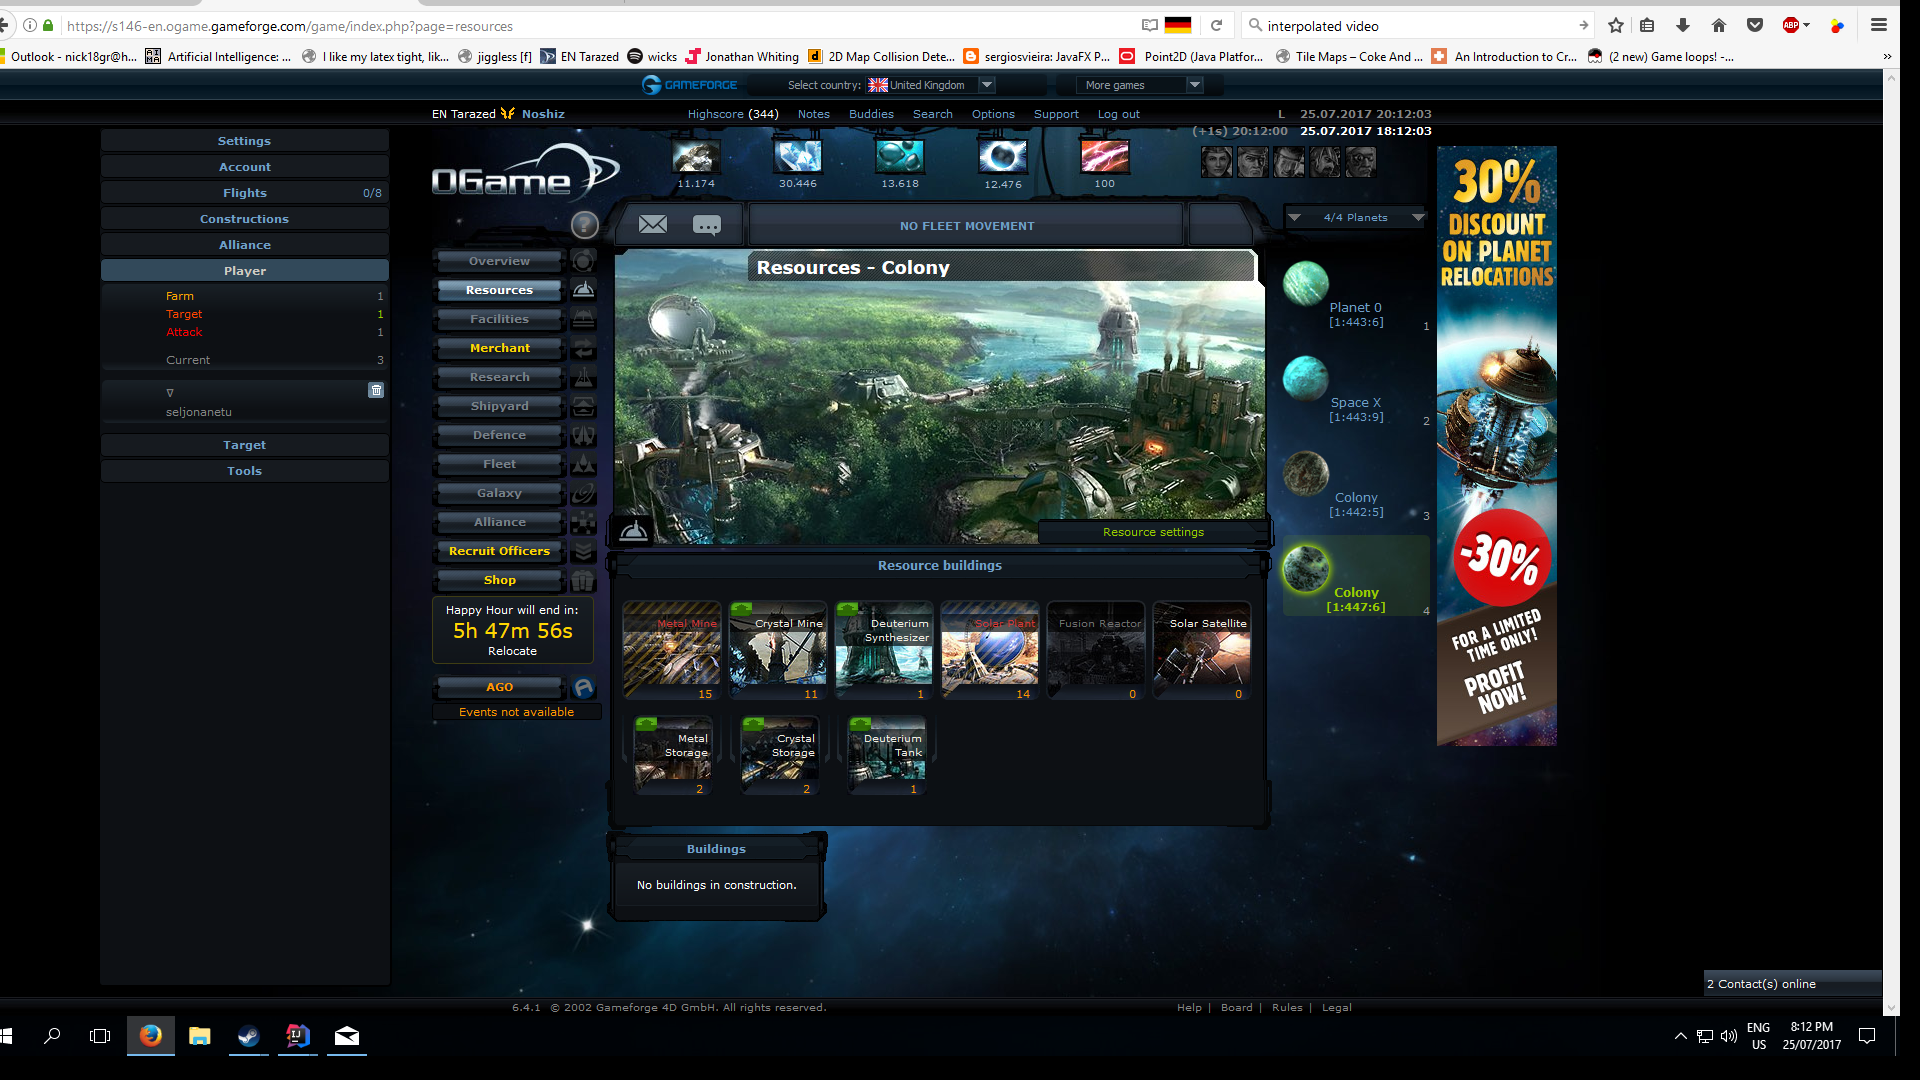 https://s146-en.ogame.gameforge.com/game/index.php?page=resources
interpolated video
ABP
Outlook - nick18gr@h...
Artificial Intelligence: ...
I like my latex tight, lik...
jiggless [f]
EN Tarazed
wicks
Jonathan Whiting
2D Map Collision Dete...
sergiosvieira: JavaFX P...
Point2D (Java Platfor...
Tile Maps – Coke And ...
An Introduction to Cr...
(2 new) Game loops! -...
GAMEFORGE
Select country: United Kingdom
More games
EN Tarazed Noshiz
Highscore (344) Notes Buddies Search Options Support Log out
L 25.07.2017 20:12:03
(+1s) 20:12:00 25.07.2017 18:12:03
Settings
Account
Flights 0/8
Constructions
Alliance
Player
Farm 1
Target 1
Attack 1
Current 3
∇
seljonanetu
Target
Tools
OGame
11.174 30.446 13.618 12.476 100
?
NO FLEET MOVEMENT
4/4 Planets
Overview
Resources
Facilities
Merchant
Research
Shipyard
Defence
Fleet
Galaxy
Alliance
Recruit Officers
Shop
Happy Hour will end in:
5h 47m 56s
Relocate
AGO
Events not available
Resources - Colony
Resource settings
Resource buildings
Metal Mine 15
Crystal Mine 11
Deuterium Synthesizer 1
Solar Plant 14
Fusion Reactor 0
Solar Satellite 0
Metal Storage 2
Crystal Storage 2
Deuterium Tank 1
Buildings
No buildings in construction.
Planet 0
[1:443:6] 1
Space X
[1:443:9] 2
Colony
[1:442:5] 3
Colony
[1:447:6] 4
30%
DISCOUNT
ON PLANET
RELOCATIONS
-30%
FOR A LIMITED
TIME ONLY!
PROFIT
NOW!
2 Contact(s) online
6.4.1 © 2002 Gameforge 4D GmbH. All rights reserved.
Help | Board | Rules | Legal
ENG
US
8:12 PM
25/07/2017